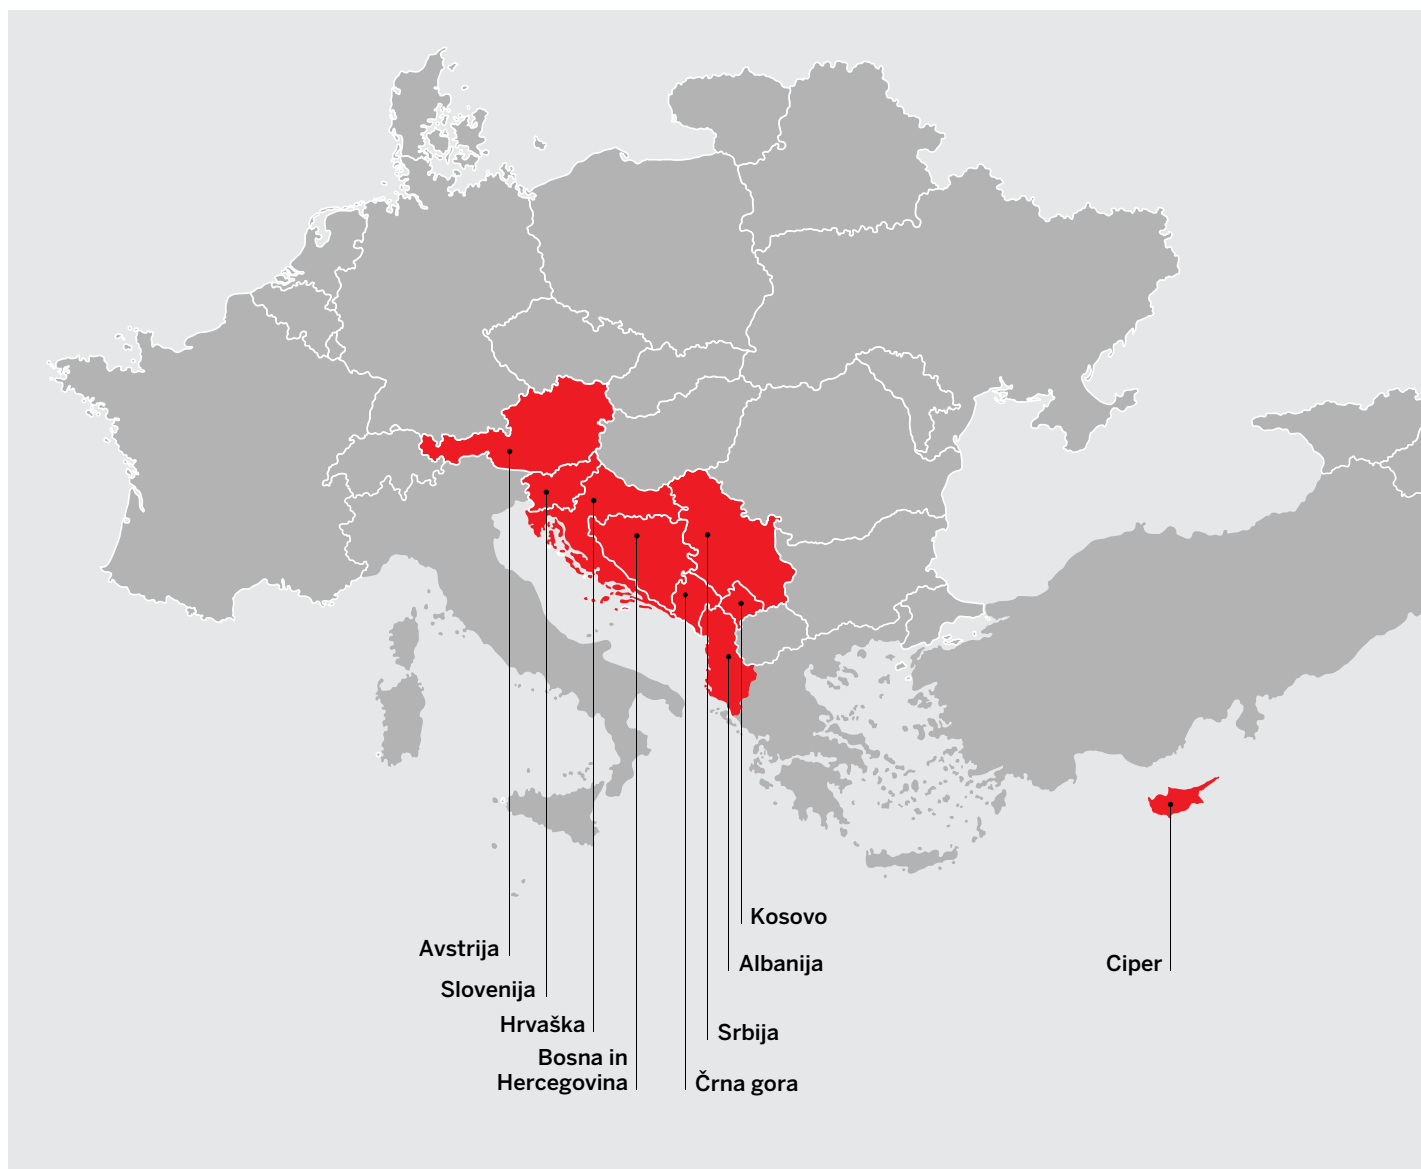 Kosovo
Avstrija
Albanija
Ciper
Slovenija
Hrvaška
Srbija
Bosna in
Hercegovina
Črna gora